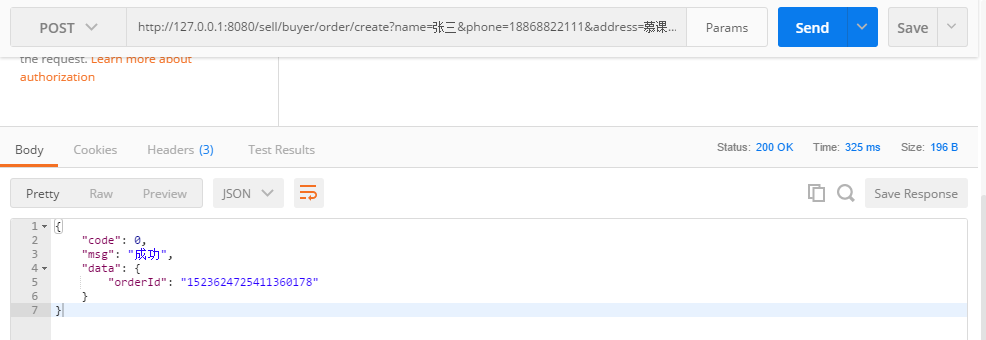 POST http://127.0.0.1:8080/sell/buyer/order/create?name=张三&phone=18868822111&address=慕课... Params Send Save
the request. Learn more about
authorization
Body Cookies Headers (3) Test Results Status: 200 OK Time: 325 ms Size: 196 B
Pretty Raw Preview JSON Save Response
1 {
2 "code": 0,
3 "msg": "成功",
4 "data": {
5 "orderId": "1523624725411360178"
6 }
7 }